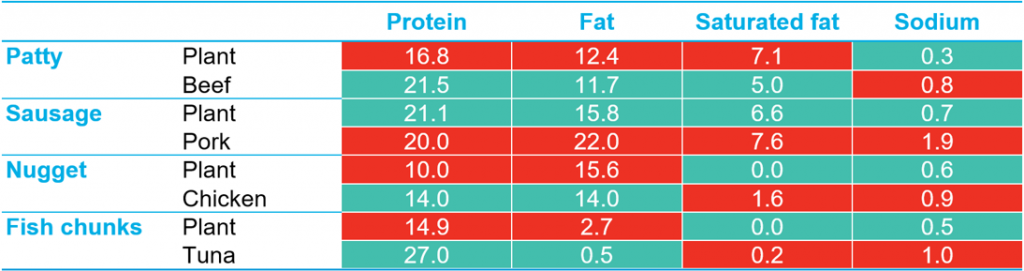 Protein Fat Saturated fat Sodium
Patty Plant 16.8 12.4 7.1 0.3
Beef 21.5 11.7 5.0 0.8
Sausage Plant 21.1 15.8 6.6 0.7
Pork 20.0 22.0 7.6 1.9
Nugget Plant 10.0 15.6 0.0 0.6
Chicken 14.0 14.0 1.6 0.9
Fish chunks Plant 14.9 2.7 0.0 0.5
Tuna 27.0 0.5 0.2 1.0